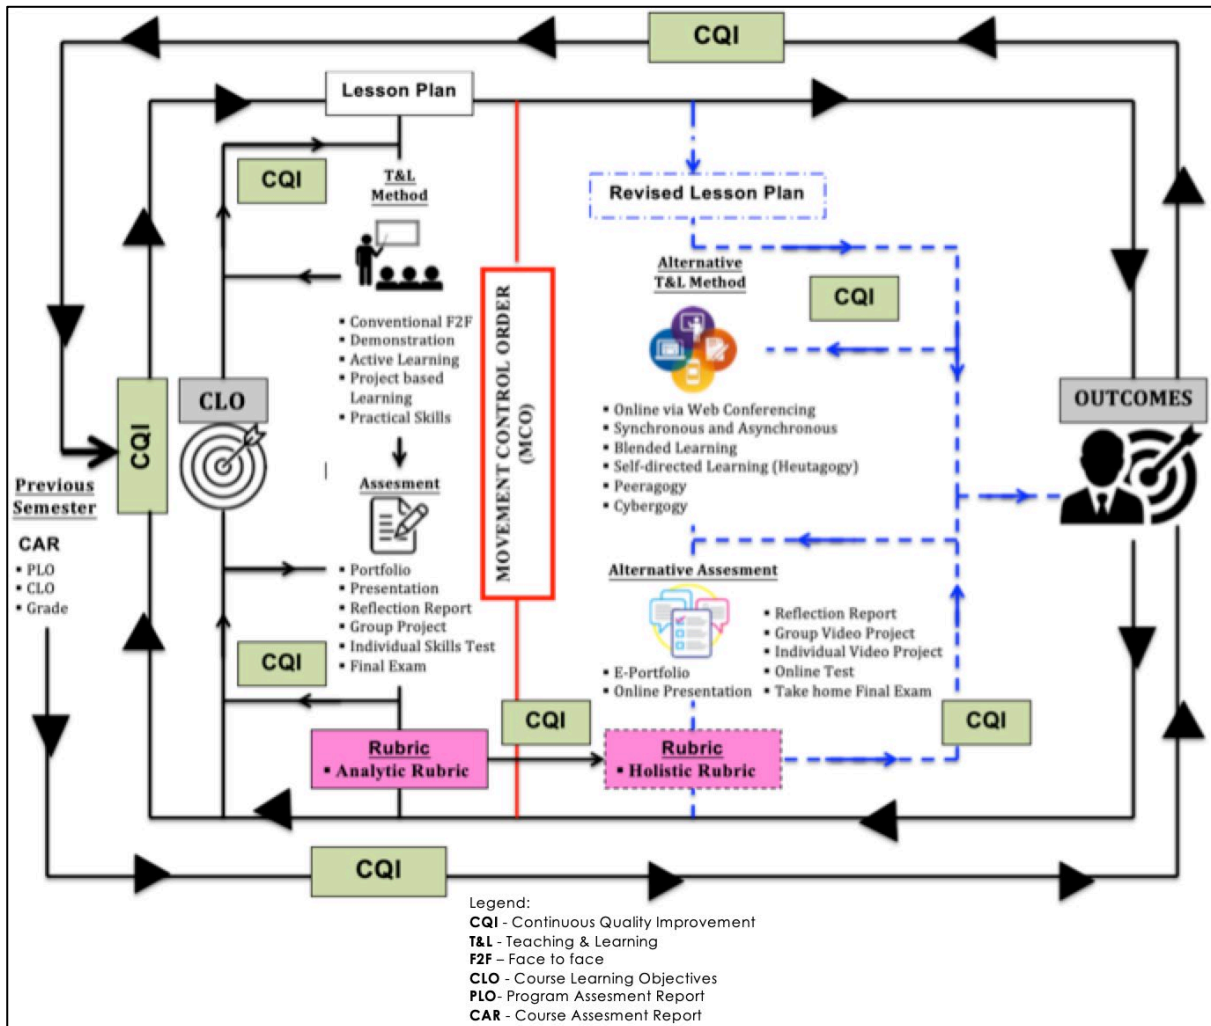 CQI
Lesson Plan
CQI
T&L
Method
Revised Lesson Plan
Alternative
T&L Method
CQI
▪ Conventional F2F
▪ Demonstration
▪ Active Learning
▪ Project based
Learning
▪ Practical Skills
MOVEMENT CONTROL ORDER
(MCO)
▪ Online via Web Conferencing
▪ Synchronous and Asynchronous
▪ Blended Learning
▪ Self-directed Learning (Heutagogy)
▪ Peeragogy
▪ Cybergogy
CLO
CQI
OUTCOMES
Previous
Semester
CAR
▪ PLO
▪ CLO
▪ Grade
Assesment
▪ Portfolio
▪ Presentation
▪ Reflection Report
▪ Group Project
▪ Individual Skills Test
▪ Final Exam
CQI
Alternative Assesment
▪ E-Portfolio
▪ Online Presentation
▪ Reflection Report
▪ Group Video Project
▪ Individual Video Project
▪ Online Test
▪ Take home Final Exam
CQI
CQI
Rubric
▪ Analytic Rubric
Rubric
▪ Holistic Rubric
CQI
Legend:
CQI - Continuous Quality Improvement
T&L - Teaching & Learning
F2F – Face to face
CLO - Course Learning Objectives
PLO- Program Assesment Report
CAR - Course Assesment Report